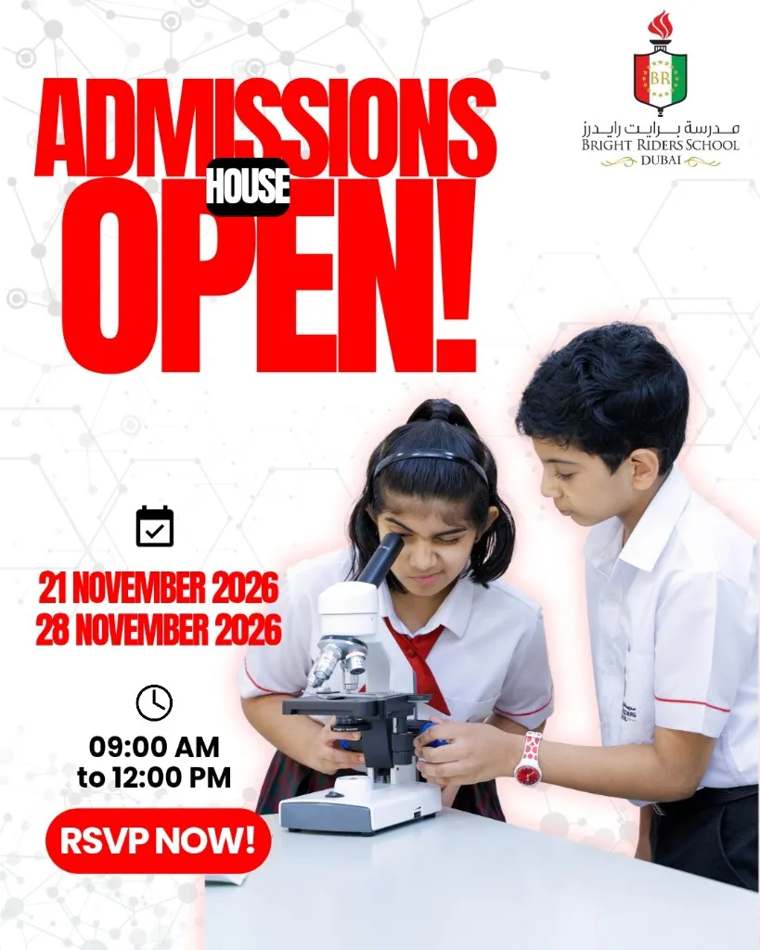 BR
مدرسة برايت رايدرز
BRIGHT RIDERS SCHOOL
DUBAI
ADMISSIONS
HOUSE
OPEN!
21 NOVEMBER 2026
28 NOVEMBER 2026
09:00 AM
to 12:00 PM
RSVP NOW!